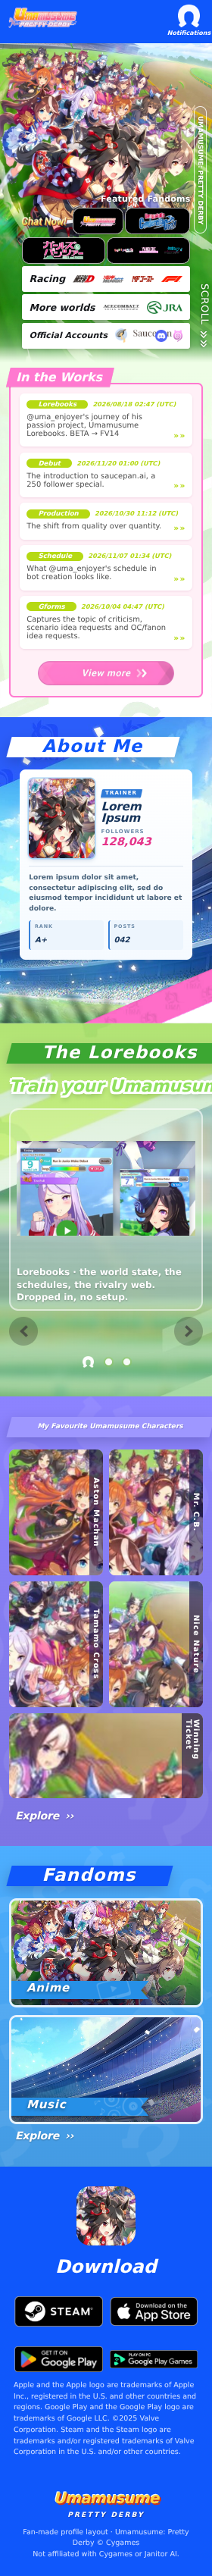 Umamusume
PRETTY DERBY
Notifications
UMAMUSUME: PRETTY DERBY
Featured Fandoms
Chat Now!
SCROLL
Racing
F1
More worlds
ACE COMBAT
JRA
Official Accounts
Saucepan
In the Works
Lorebooks 2026/08/18 02:47 (UTC)
@uma_enjoyer's journey of his
passion project, Umamusume
Lorebooks. BETA → FV14
Debut 2026/11/20 01:00 (UTC)
The introduction to saucepan.ai, a
250 follower special.
Production 2026/10/30 11:12 (UTC)
The shift from quality over quantity.
Schedule 2026/11/07 01:34 (UTC)
What @uma_enjoyer's schedule in
bot creation looks like.
Gforms 2026/10/04 04:47 (UTC)
Captures the topic of criticism,
scenario idea requests and OC/fanon
idea requests.
View more
About Me
TRAINER
Lorem
Ipsum
FOLLOWERS
128,043
Lorem ipsum dolor sit amet,
consectetur adipiscing elit, sed do
eiusmod tempor incididunt ut labore et
dolore.
RANK
A+
POSTS
042
The Lorebooks
Train your Umamusum
Lorebooks · the world state, the
schedules, the rivalry web.
Dropped in, no setup.
My Favourite Umamusume Characters
Aston Machan
Mr. C.B.
Tamamo Cross
Nice Nature
Winning
Ticket
Explore ››
Fandoms
Anime
Music
Explore ››
Download
STEAM
Download on the
App Store
GET IT ON
Google Play
PLAY ON PC
Google Play Games
Apple and the Apple logo are trademarks of Apple
Inc., registered in the U.S. and other countries and
regions. Google Play and the Google Play logo are
trademarks of Google LLC. ©2025 Valve
Corporation. Steam and the Steam logo are
trademarks and/or registered trademarks of Valve
Corporation in the U.S. and/or other countries.
Umamusume
PRETTY DERBY
Fan-made profile layout · Umamusume: Pretty
Derby © Cygames
Not affiliated with Cygames or Janitor AI.